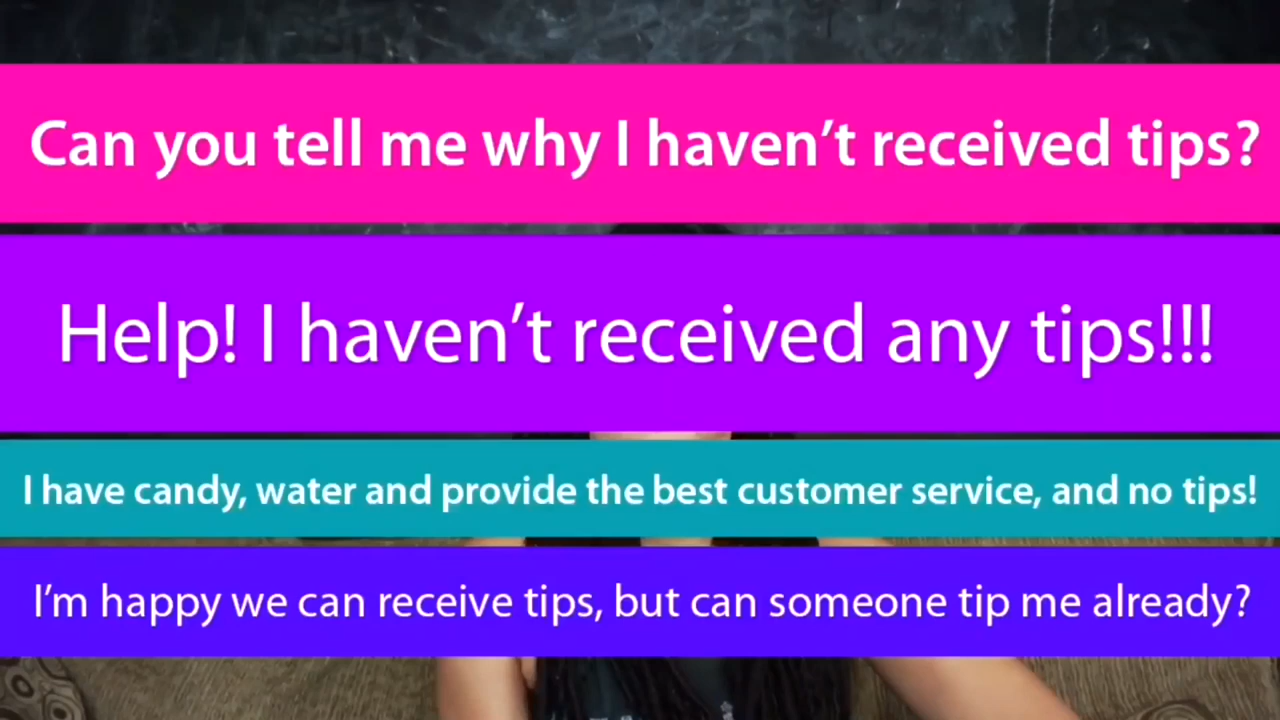 Can you tell me why I haven’t received tips?
Help! I haven’t received any tips!!!
I have candy, water and provide the best customer service, and no tips!
I’m happy we can receive tips, but can someone tip me already?